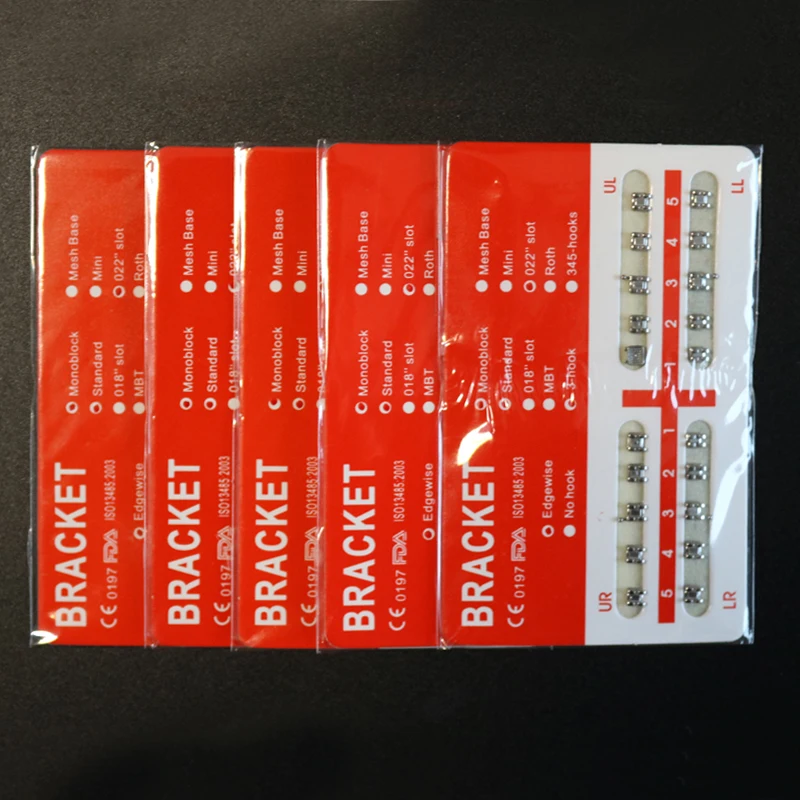 BRACKET
Monoblock Mesh Base
Standard Mini
CE 0197 FDA ISO13485:2003
018" slot 022" slot
Edgewise MBT Roth
BRACKET
Monoblock Mesh Base
Standard Mini
CE 0197 FDA ISO13485:2003
BRACKET
Monoblock Mesh Base
Standard Mini
CE 0197 FDA ISO13485:2003
BRACKET
Monoblock Mesh Base
Standard Mini
CE 0197 FDA ISO13485:2003
018" slot 022" slot
Edgewise MBT Roth
BRACKET
Monoblock Mesh Base
Standard Mini
CE 0197 FDA ISO13485:2003
018" slot 022" slot
Edgewise MBT Roth
No hook 3-hook 345-hooks
UR UL
5 4 3 2 1 1 2 3 4 5
LR LL